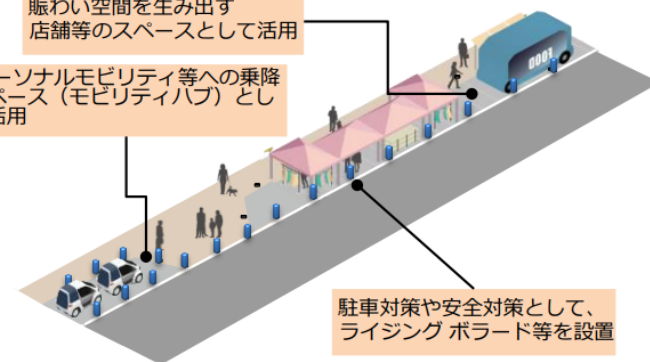 賑わい空間を生み出す
店舗等のスペースとして活用
ーソナルモビリティ等への乗降
ペース（モビリティハブ）とし
活用
0001
駐車対策や安全対策として、
ライジング ボラード等を設置